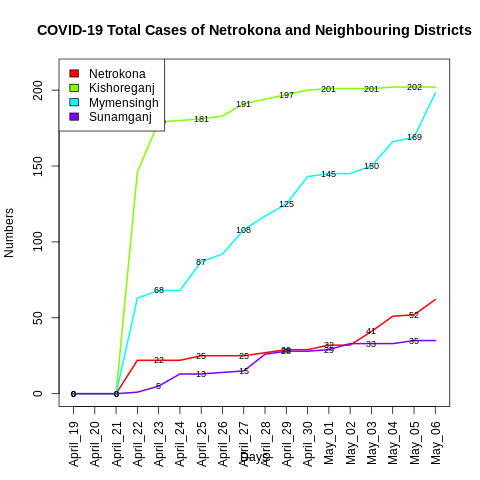 COVID-19 Total Cases of Netrokona and Neighbouring Districts
Netrokona
Kishoreganj
Mymensingh
Sunamganj
Numbers
200
150
100
50
0
181
191
197
201
201
202
68
87
108
125
145
150
169
0
22
25
25
32
41
52
0
5
13
15
28
29
33
35
April_19
April_20
April_21
April_22
April_23
April_24
April_25
April_26
April_27
April_28
April_29
April_30
May_01
May_02
May_03
May_04
May_05
May_06
Days